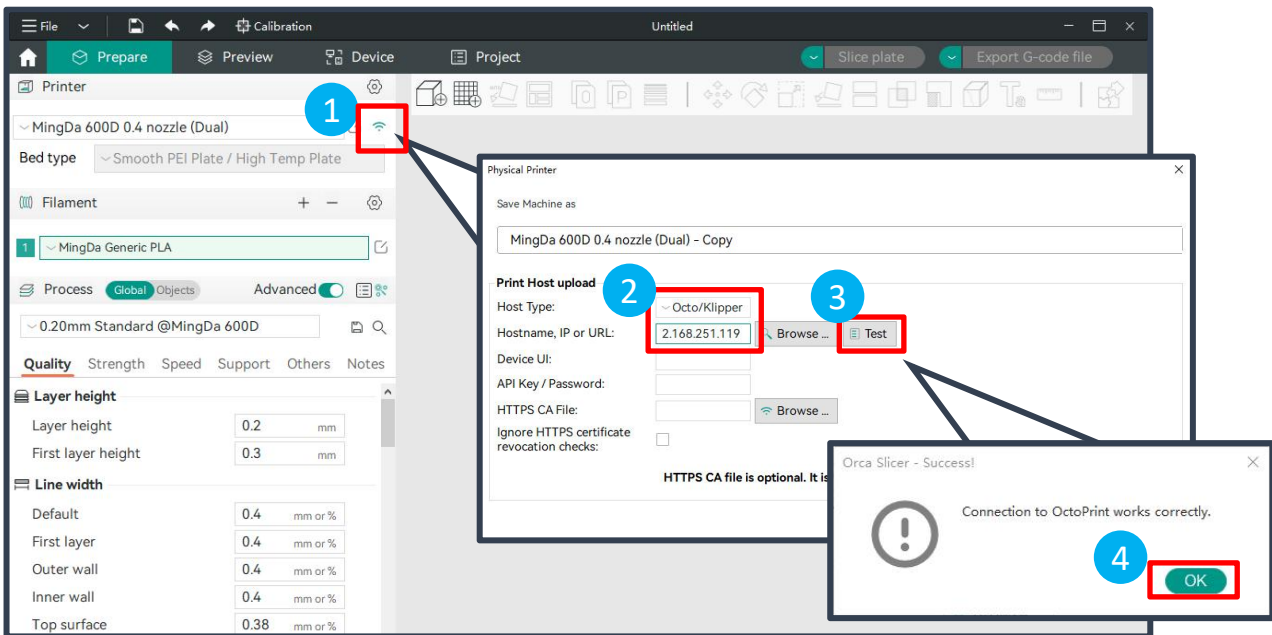 File
Calibration
Untitled
Prepare
Preview
Device
Project
Slice plate
Export G-code file
Printer
1
MingDa 600D 0.4 nozzle (Dual)
Bed type
Smooth PEI Plate / High Temp Plate
Filament
1
MingDa Generic PLA
Process
Global
Objects
Advanced
0.20mm Standard @MingDa 600D
Quality
Strength
Speed
Support
Others
Notes
Layer height
Layer height
0.2
mm
First layer height
0.3
mm
Line width
Default
0.4
mm or %
First layer
0.4
mm or %
Outer wall
0.4
mm or %
Inner wall
0.4
mm or %
Top surface
0.38
mm or %
Physical Printer
Save Machine as
MingDa 600D 0.4 nozzle (Dual) - Copy
Print Host upload
2
3
Host Type:
Octo/Klipper
Hostname, IP or URL:
2.168.251.119
Browse ...
Test
Device UI:
API Key / Password:
HTTPS CA File:
Browse ...
Ignore HTTPS certificate
revocation checks:
HTTPS CA file is optional. It is
Orca Slicer - Success!
Connection to OctoPrint works correctly.
4
OK